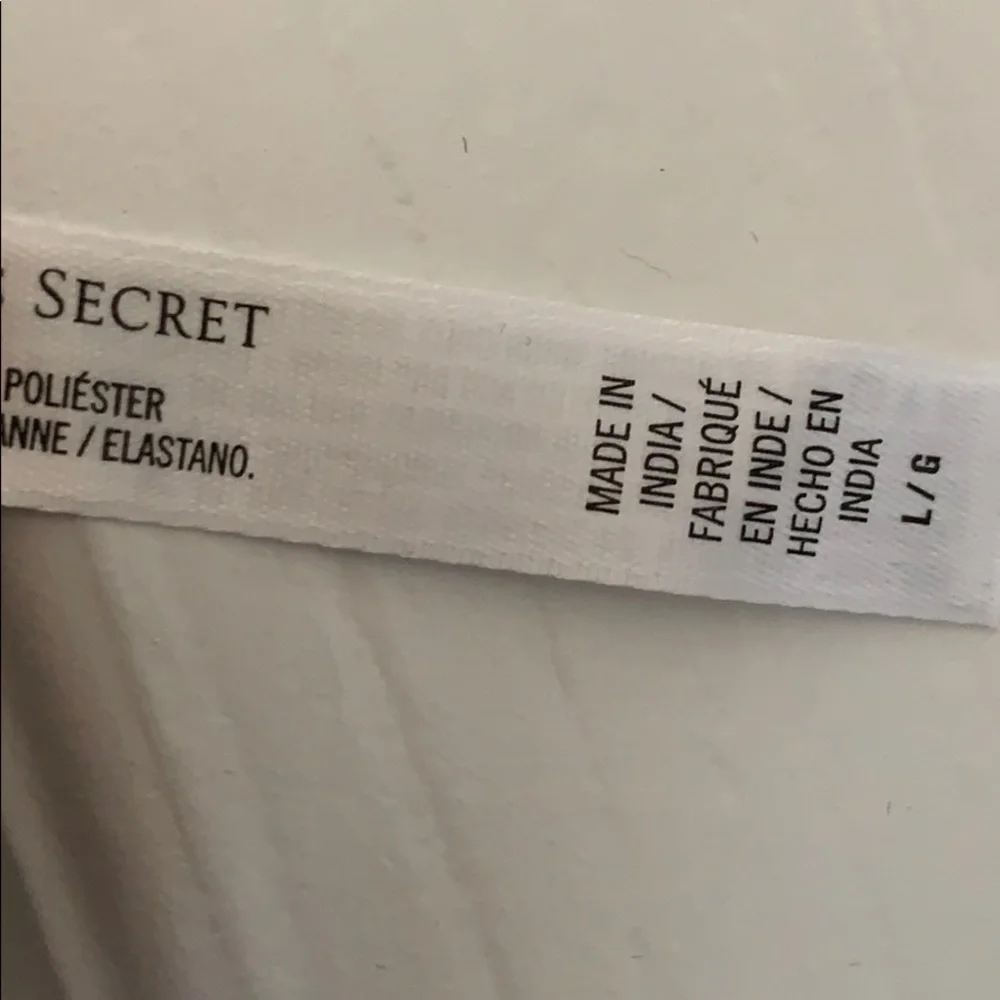 SECRET
POLIÉSTER
ANNE / ELASTANO.
MADE IN
INDIA /
FABRIQUÉ
EN INDE /
HECHO EN
INDIA
L / G